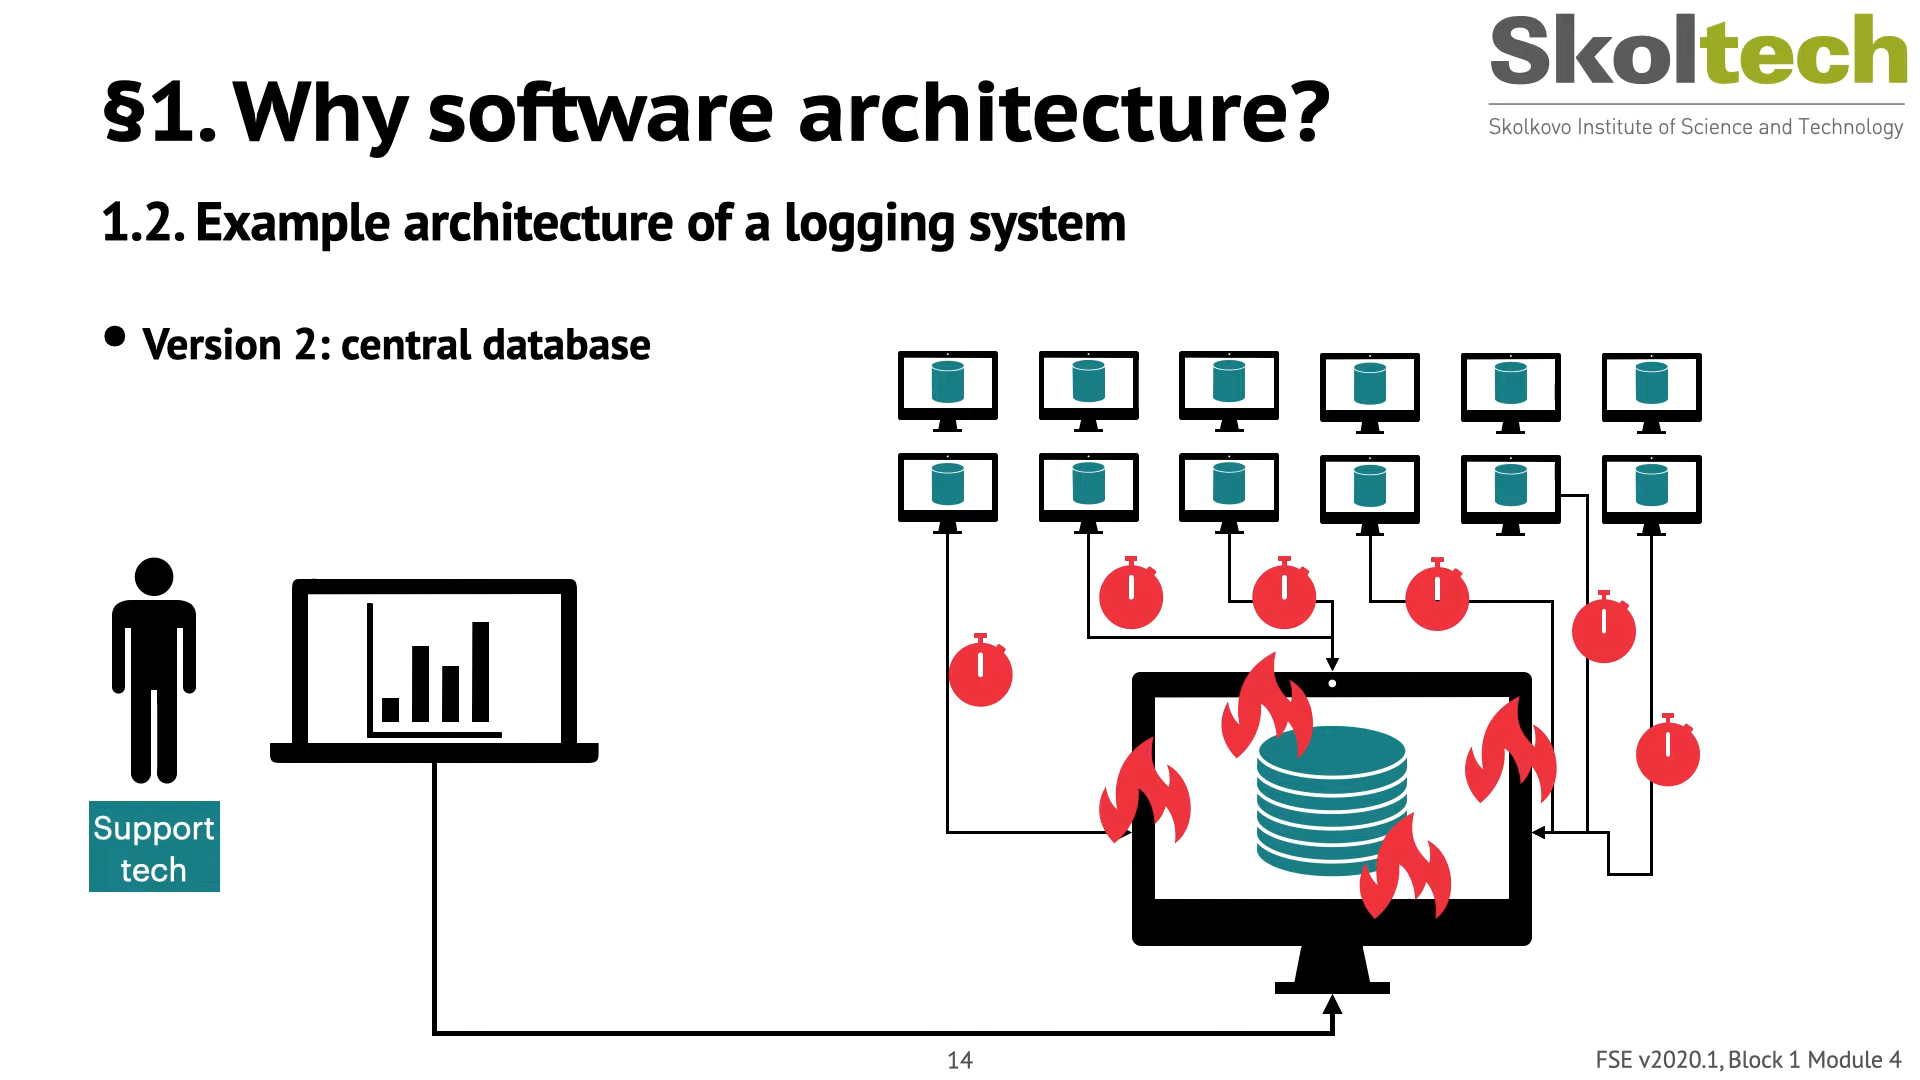 Skoltech
Skolkovo Institute of Science and Technology
§1. Why software architecture?
1.2. Example architecture of a logging system
• Version 2: central database
Support
tech
14
FSE v2020.1, Block 1 Module 4